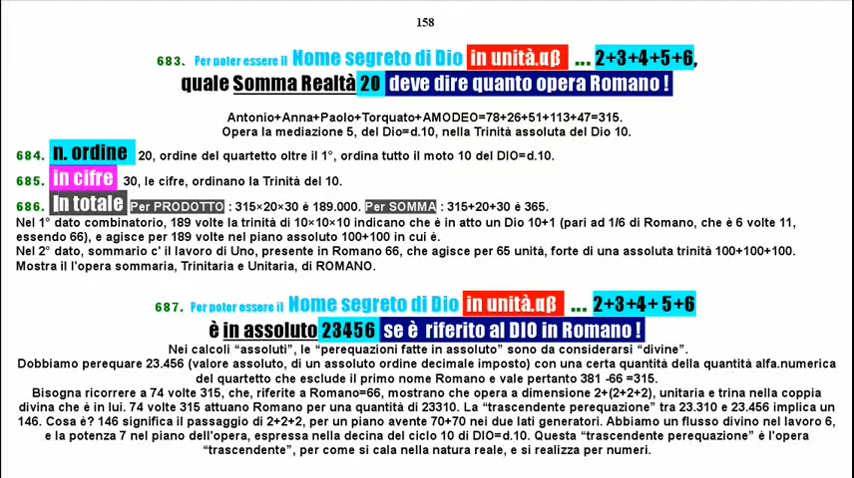 158
683. Per poter essere il Nome segreto di Dio in unità.αβ ... 2+3+4+5+6,
quale Somma Realtà 20 deve dire quanto opera Romano !
Antonio+Anna+Paolo+Torquato+AMODEO=78+26+51+113+47=315.
Opera la mediazione 5, del Dio=d.10, nella Trinità assoluta del Dio 10.
684. n. ordine 20, ordine del quartetto oltre il 1°, ordina tutto il moto 10 del DIO=d.10.
685. in cifre 30, le cifre, ordinano la Trinità del 10.
686. In totale Per PRODOTTO : 315×20×30 è 189.000. Per SOMMA : 315+20+30 è 365.
Nel 1° dato combinatorio, 189 volte la trinità di 10×10×10 indicano che è in atto un Dio 10+1 (pari ad 1/6 di Romano, che è 6 volte 11,
essendo 66), e agisce per 189 volte nel piano assoluto 100+100 in cui è.
Nel 2° dato, sommario c' il lavoro di Uno, presente in Romano 66, che agisce per 65 unità, forte di una assoluta trinità 100+100+100.
Mostra il l'opera sommaria, Trinitaria e Unitaria, di ROMANO.
687. Per poter essere il Nome segreto di Dio in unità.αβ ... 2+3+4+ 5+6
è in assoluto 23456 se è riferito al DIO in Romano !
Nei calcoli “assoluti”, le “perequazioni fatte in assoluto” sono da considerarsi “divine”.
Dobbiamo perequare 23.456 (valore assoluto, di un assoluto ordine decimale imposto) con una certa quantità della quantità alfa.numerica
del quartetto che esclude il primo nome Romano e vale pertanto 381 -66 =315.
Bisogna ricorrere a 74 volte 315, che, riferite a Romano=66, mostrano che opera a dimensione 2+(2+2+2), unitaria e trina nella coppia
divina che è in lui. 74 volte 315 attuano Romano per una quantità di 23310. La “trascendente perequazione” tra 23.310 e 23.456 implica un
146. Cosa è? 146 significa il passaggio di 2+2+2, per un piano avente 70+70 nei due lati generatori. Abbiamo un flusso divino nel lavoro 6,
e la potenza 7 nel piano dell'opera, espressa nella decina del ciclo 10 di DIO=d.10. Questa “trascendente perequazione” è l'opera
“trascendente”, per come si cala nella natura reale, e si realizza per numeri.